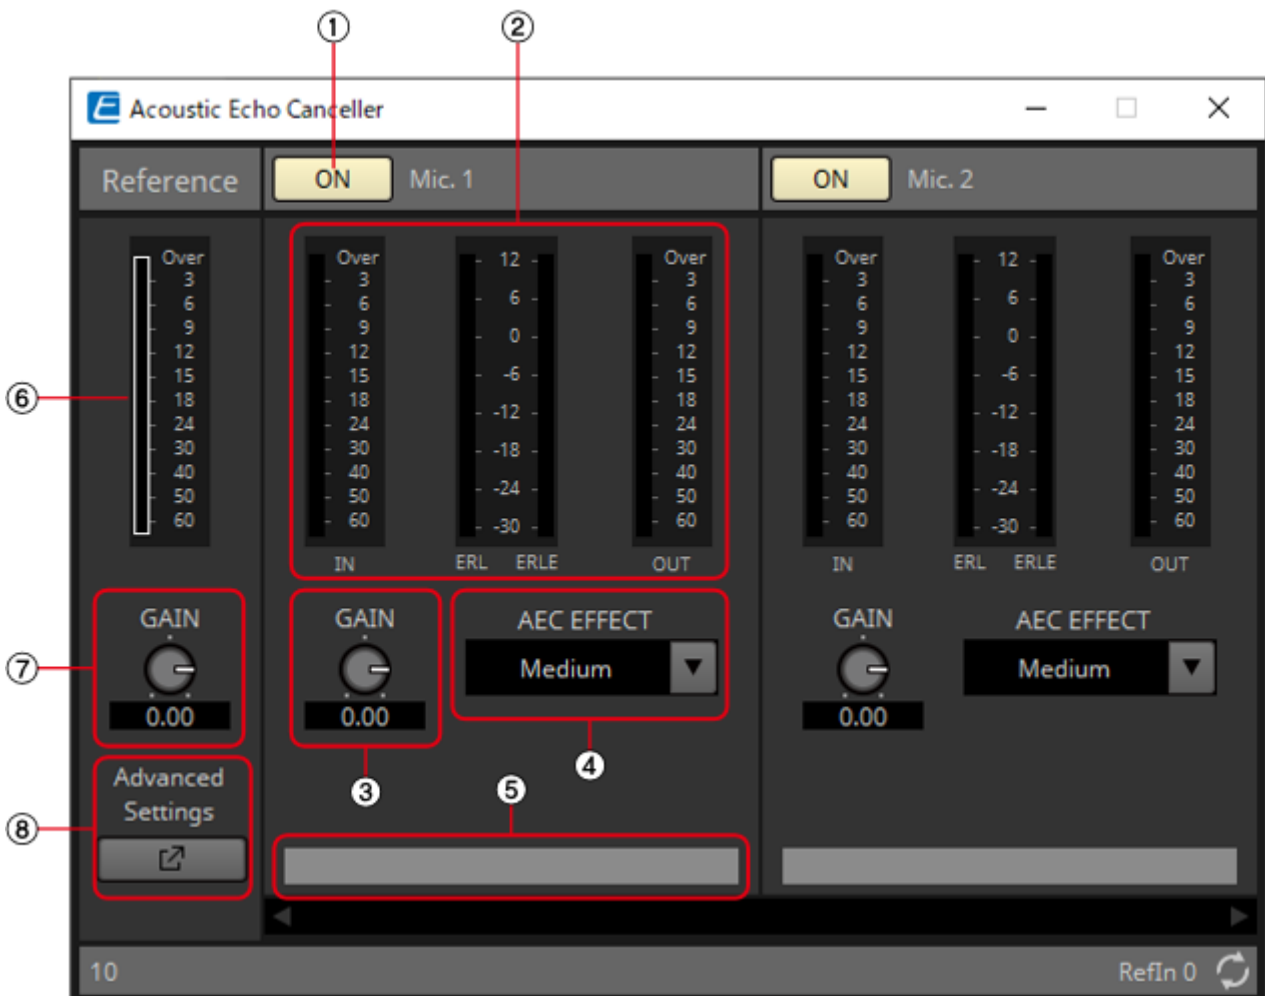 ① ②
Acoustic Echo Canceller
Reference ON Mic. 1 ON Mic. 2
Over Over 12 Over Over 12 Over
3 3 6 3 3 6 3
6 6 0 6 6 0 6
9 9 -6 9 9 -6 9
12 12 -12 12 12 -12 12
15 15 -18 15 15 -18 15
18 18 -24 18 18 -24 18
24 24 -30 24 24 -30 24
30 30 30 30 30
40 40 40 40 40
50 50 50 50 50
60 60 60 60 60
⑥
IN ERL ERLE OUT IN ERL ERLE OUT
GAIN GAIN AEC EFFECT GAIN AEC EFFECT
⑦ Medium Medium
0.00 0.00 0.00
③ ④ ⑤
Advanced
Settings
⑧
10 RefIn 0